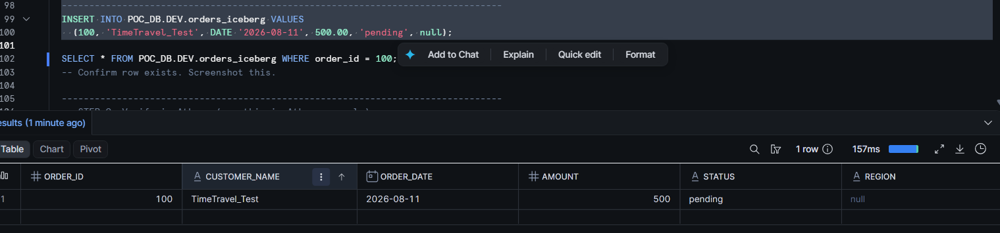 98 --------------------------------------------------------------------------------
99 INSERT INTO POC_DB.DEV.orders_iceberg VALUES
100 (100, 'TimeTravel_Test', DATE '2026-08-11', 500.00, 'pending', null);
101
102 SELECT * FROM POC_DB.DEV.orders_iceberg WHERE order_id = 100;
Add to Chat Explain Quick edit Format
103 -- Confirm row exists. Screenshot this.
104
105 --------------------------------------------------------------------------------
esults (1 minute ago)
Table Chart Pivot 1 row 157ms
ORDER_ID CUSTOMER_NAME ORDER_DATE AMOUNT STATUS REGION
1 100 TimeTravel_Test 2026-08-11 500 pending null